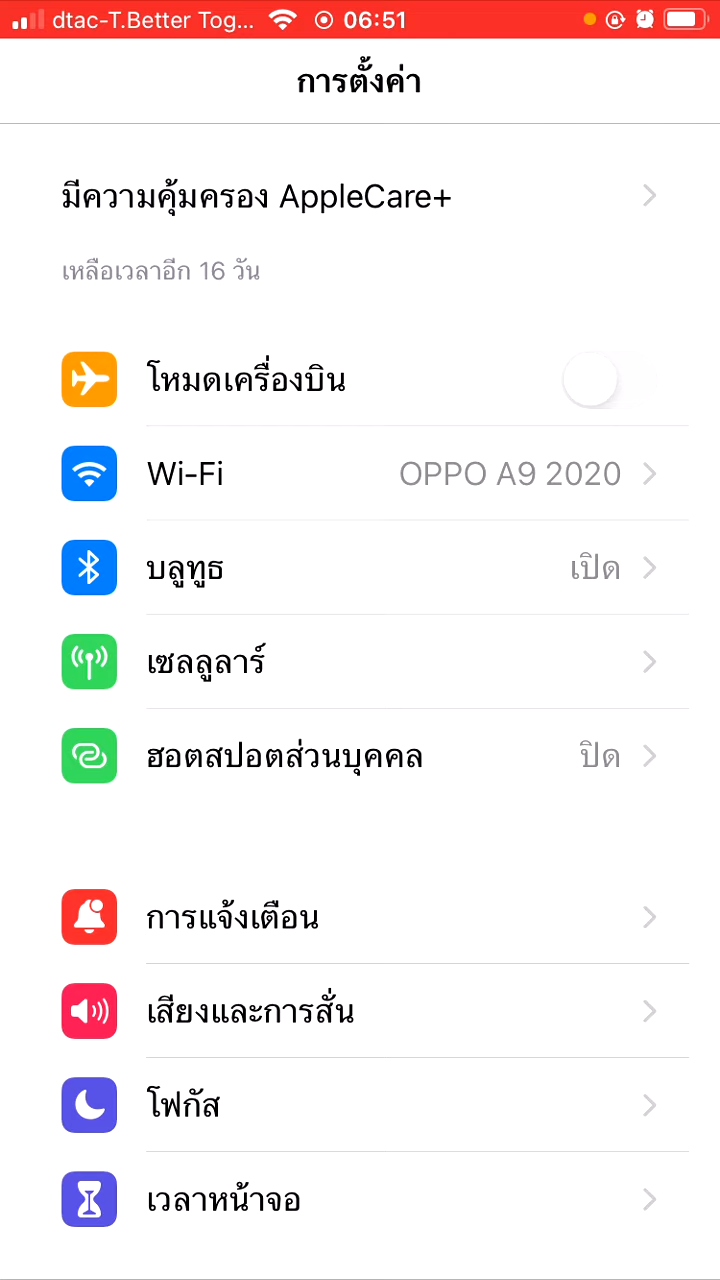 dtac-T.Better Tog... 06:51
การตั้งค่า
มีความคุ้มครอง AppleCare+
เหลือเวลาอีก 16 วัน
โหมดเครื่องบิน
Wi-Fi OPPO A9 2020
บลูทูธ เปิด
เซลลูลาร์
ฮอตสปอตส่วนบุคคล ปิด
การแจ้งเตือน
เสียงและการสั่น
โฟกัส
เวลาหน้าจอ